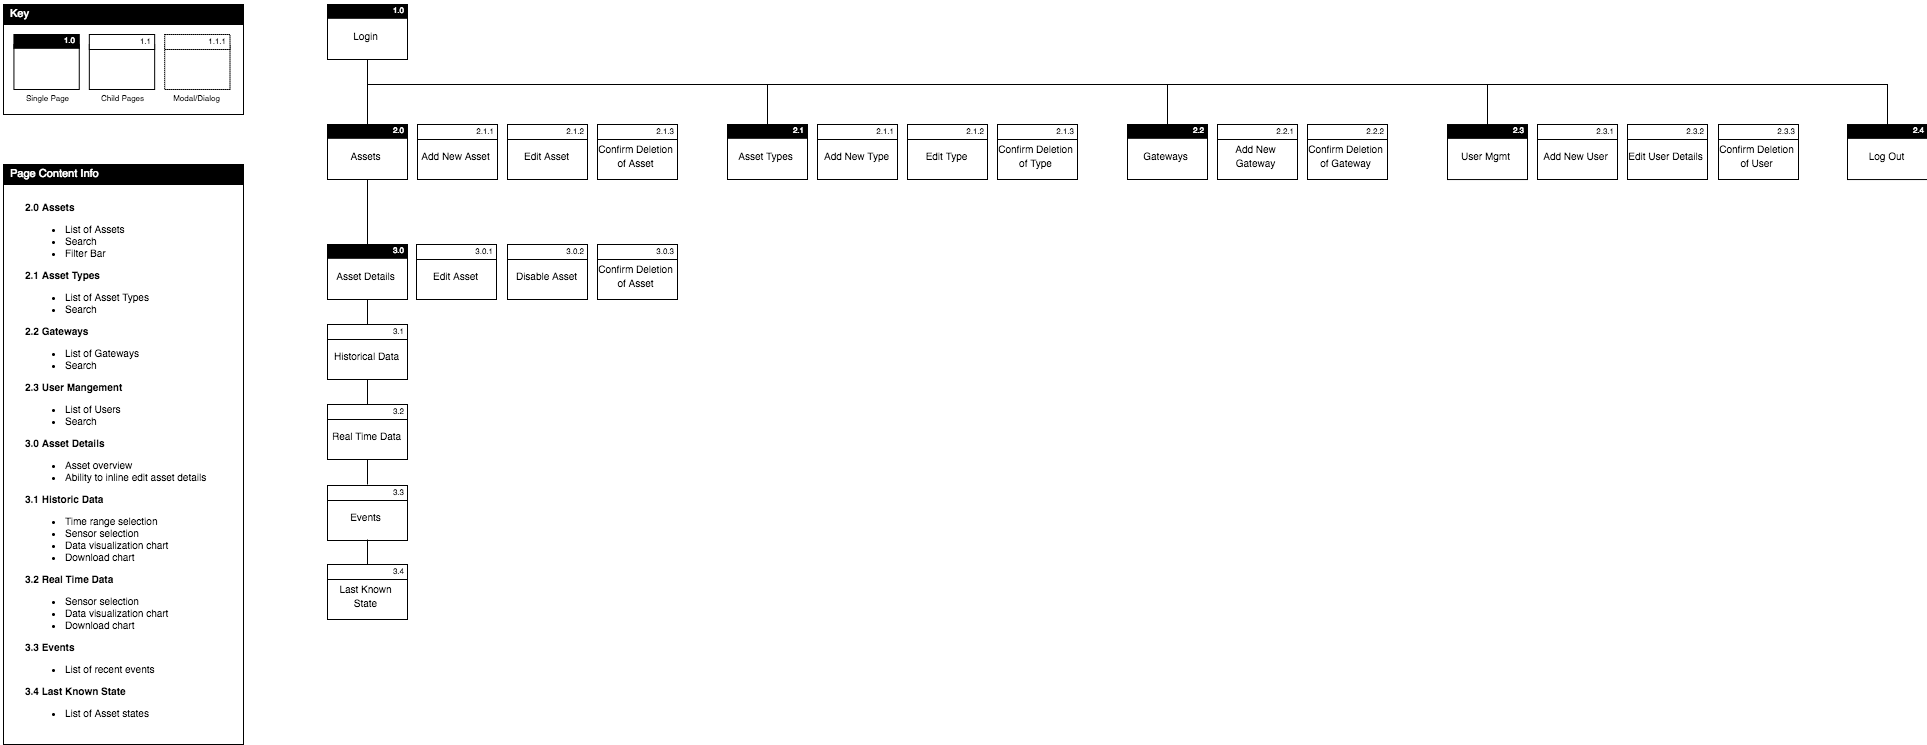 Key
1.0
1.1
1.1.1
Single Page
Child Pages
Modal/Dialog
Page Content Info
2.0 Assets
• List of Assets
• Search
• Filter Bar
2.1 Asset Types
• List of Asset Types
• Search
2.2 Gateways
• List of Gateways
• Search
2.3 User Mangement
• List of Users
• Search
3.0 Asset Details
• Asset overview
• Ability to inline edit asset details
3.1 Historic Data
• Time range selection
• Sensor selection
• Data visualization chart
• Download chart
3.2 Real Time Data
• Sensor selection
• Data visualization chart
• Download chart
3.3 Events
• List of recent events
3.4 Last Known State
• List of Asset states
1.0
Login
2.0
Assets
2.1.1
Add New Asset
2.1.2
Edit Asset
2.1.3
Confirm Deletion
of Asset
2.1
Asset Types
2.1.1
Add New Type
2.1.2
Edit Type
2.1.3
Confirm Deletion
of Type
2.2
Gateways
2.2.1
Add New
Gateway
2.2.2
Confirm Deletion
of Gateway
2.3
User Mgmt
2.3.1
Add New User
2.3.2
Edit User Details
2.3.3
Confirm Deletion
of User
2.4
Log Out
3.0
Asset Details
3.0.1
Edit Asset
3.0.2
Disable Asset
3.0.3
Confirm Deletion
of Asset
3.1
Historical Data
3.2
Real Time Data
3.3
Events
3.4
Last Known
State